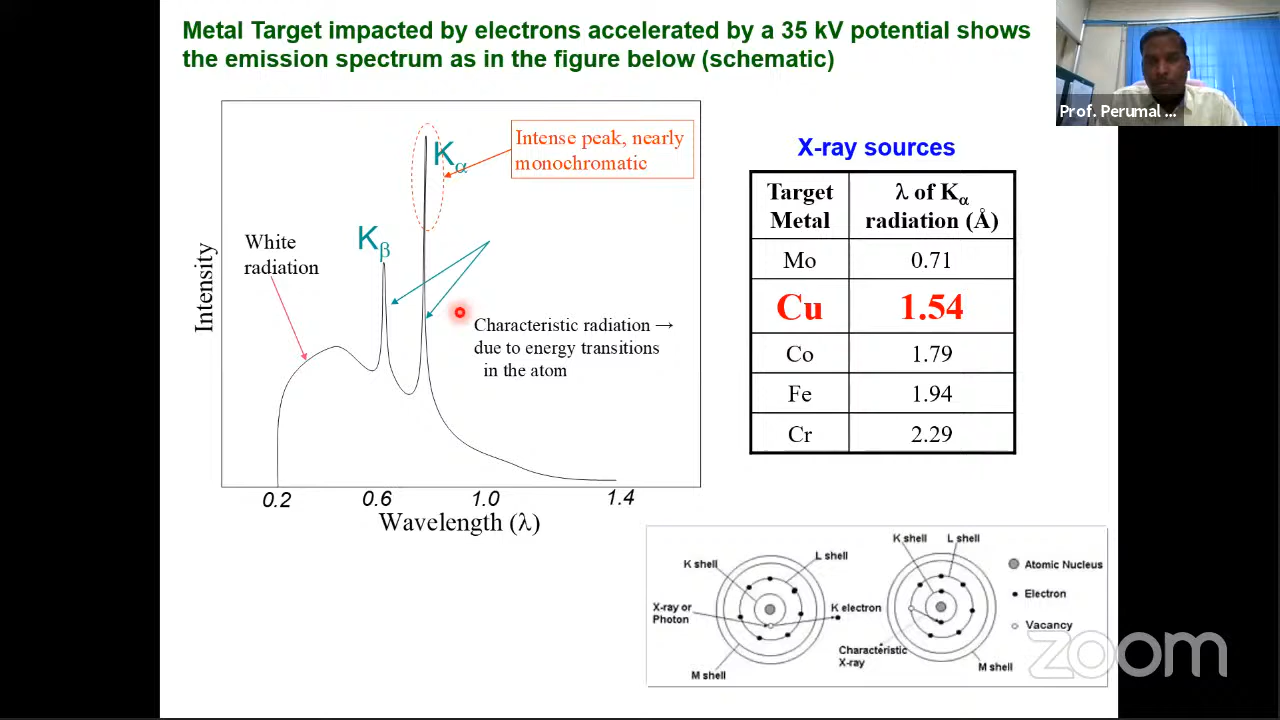 Metal Target impacted by electrons accelerated by a 35 kV potential shows
the emission spectrum as in the figure below (schematic)
Prof. Perumal ...
Intense peak, nearly
monochromatic
Kα
Kβ
White
radiation
Characteristic radiation →
due to energy transitions
in the atom
Intensity
0.2 0.6 1.0 1.4
Wavelength (λ)
X-ray sources
Target
Metal
λ of Kα
radiation (Å)
Mo 0.71
Cu 1.54
Co 1.79
Fe 1.94
Cr 2.29
K shell
L shell
X-ray or
Photon
K electron
M shell
K shell
L shell
Characteristic
X-ray
M shell
Atomic Nucleus
Electron
Vacancy
zoom